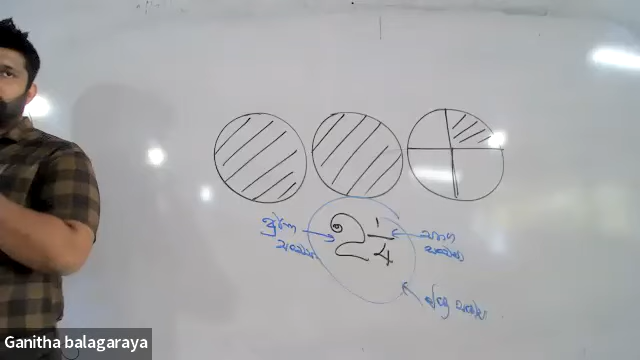 පූර්ණ
සංඛ්‍යාව
2 1/4
භාග
සංඛ්‍යාව
මිශ්‍ර සංඛ්‍යාව
Ganitha balagaraya